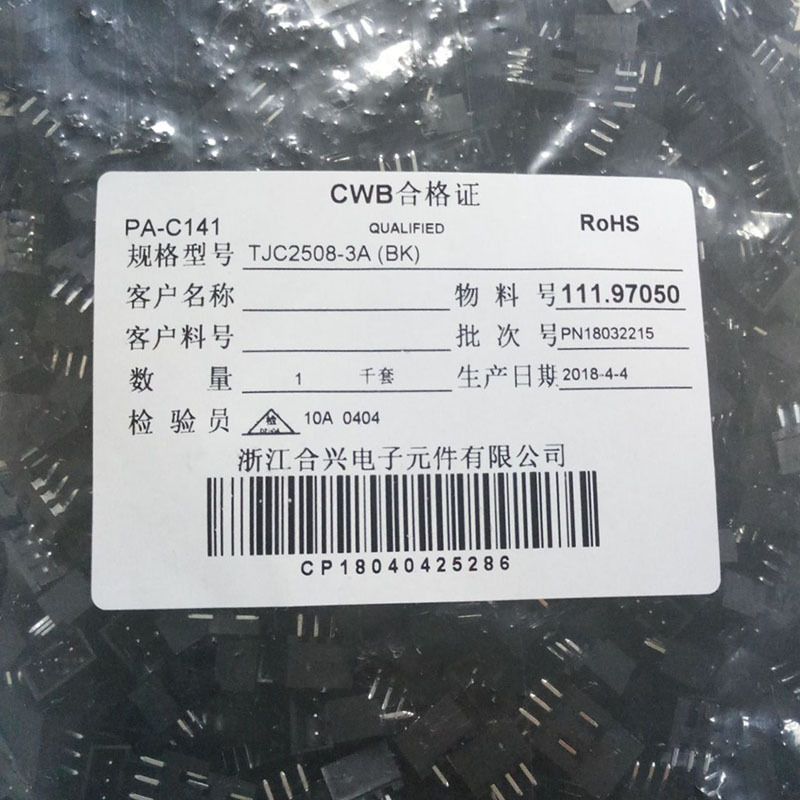 CWB合格证
PA-C141 QUALIFIED RoHS
规格型号 TJC2508-3A (BK)
客户名称 物料号 111.97050
客户料号 批次号 PN18032215
数量 1 千套 生产日期 2018-4-4
检验员 检 10A 0404
浙江合兴电子元件有限公司
CP18040425286